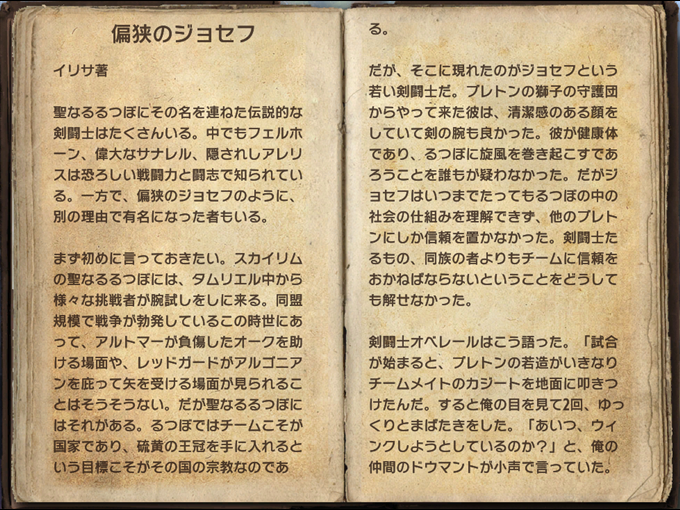 偏狭のジョセフ
イリサ著
聖なるるつぼにその名を連ねた伝説的な
剣闘士はたくさんいる。中でもフェルホ
ーン、偉大なサナレル、隠されしアレリ
スは恐ろしい戦闘力と闘志で知られてい
る。一方で、偏狭のジョセフのように、
別の理由で有名になった者もいる。
まず初めに言っておきたい。スカイリム
の聖なるるつぼには、タムリエル中から
様々な挑戦者が腕試しをしに来る。同盟
規模で戦争が勃発しているこの時世にあ
って、アルトマーが負傷したオークを助
ける場面や、レッドガードがアルゴニア
ンを庇って矢を受ける場面が見られるこ
とはそうそうない。だが聖なるるつぼに
はそれがある。るつぼではチームこそが
国家であり、硫黄の王冠を手に入れると
いう目標こそがその国の宗教なのであ
る。
だが、そこに現れたのがジョセフという
若い剣闘士だ。ブレトンの獅子の守護団
からやって来た彼は、清潔感のある顔を
していて剣の腕も良かった。彼が健康体
であり、るつぼに旋風を巻き起こすであ
ろうことを誰もが疑わなかった。だがジ
ョセフはいつまでたってもるつぼの中の
社会の仕組みを理解できず、他のブレト
ンにしか信頼を置かなかった。剣闘士た
るもの、同族の者よりもチームに信頼を
おかねばならないということをどうして
も解せなかった。
剣闘士オベレールはこう語った。「試合
が始まると、ブレトンの若造がいきなり
チームメイトのカジートを地面に叩きつ
けたんだ。すると俺の目を見て2回、ゆっ
くりとまばたきをした。「あいつ、ウィ
ンクしようとしているのか？」と、俺の
仲間のドウマントが小声で言っていた。